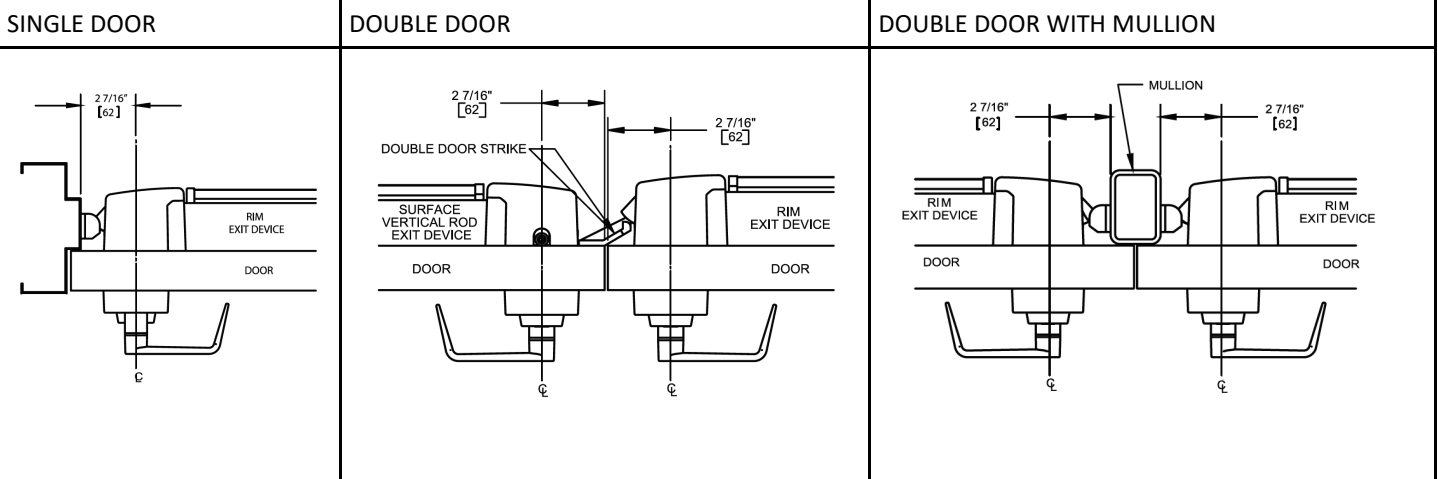 SINGLE DOOR
2 7/16"
[62]
RIM
EXIT DEVICE
DOOR
℄
DOUBLE DOOR
2 7/16"
[62]
2 7/16"
[62]
DOUBLE DOOR STRIKE
SURFACE
VERTICAL ROD
EXIT DEVICE
RIM
EXIT DEVICE
DOOR
DOOR
℄
℄
DOUBLE DOOR WITH MULLION
MULLION
2 7/16"
[62]
2 7/16"
[62]
RIM
EXIT DEVICE
RIM
EXIT DEVICE
DOOR
DOOR
℄
℄